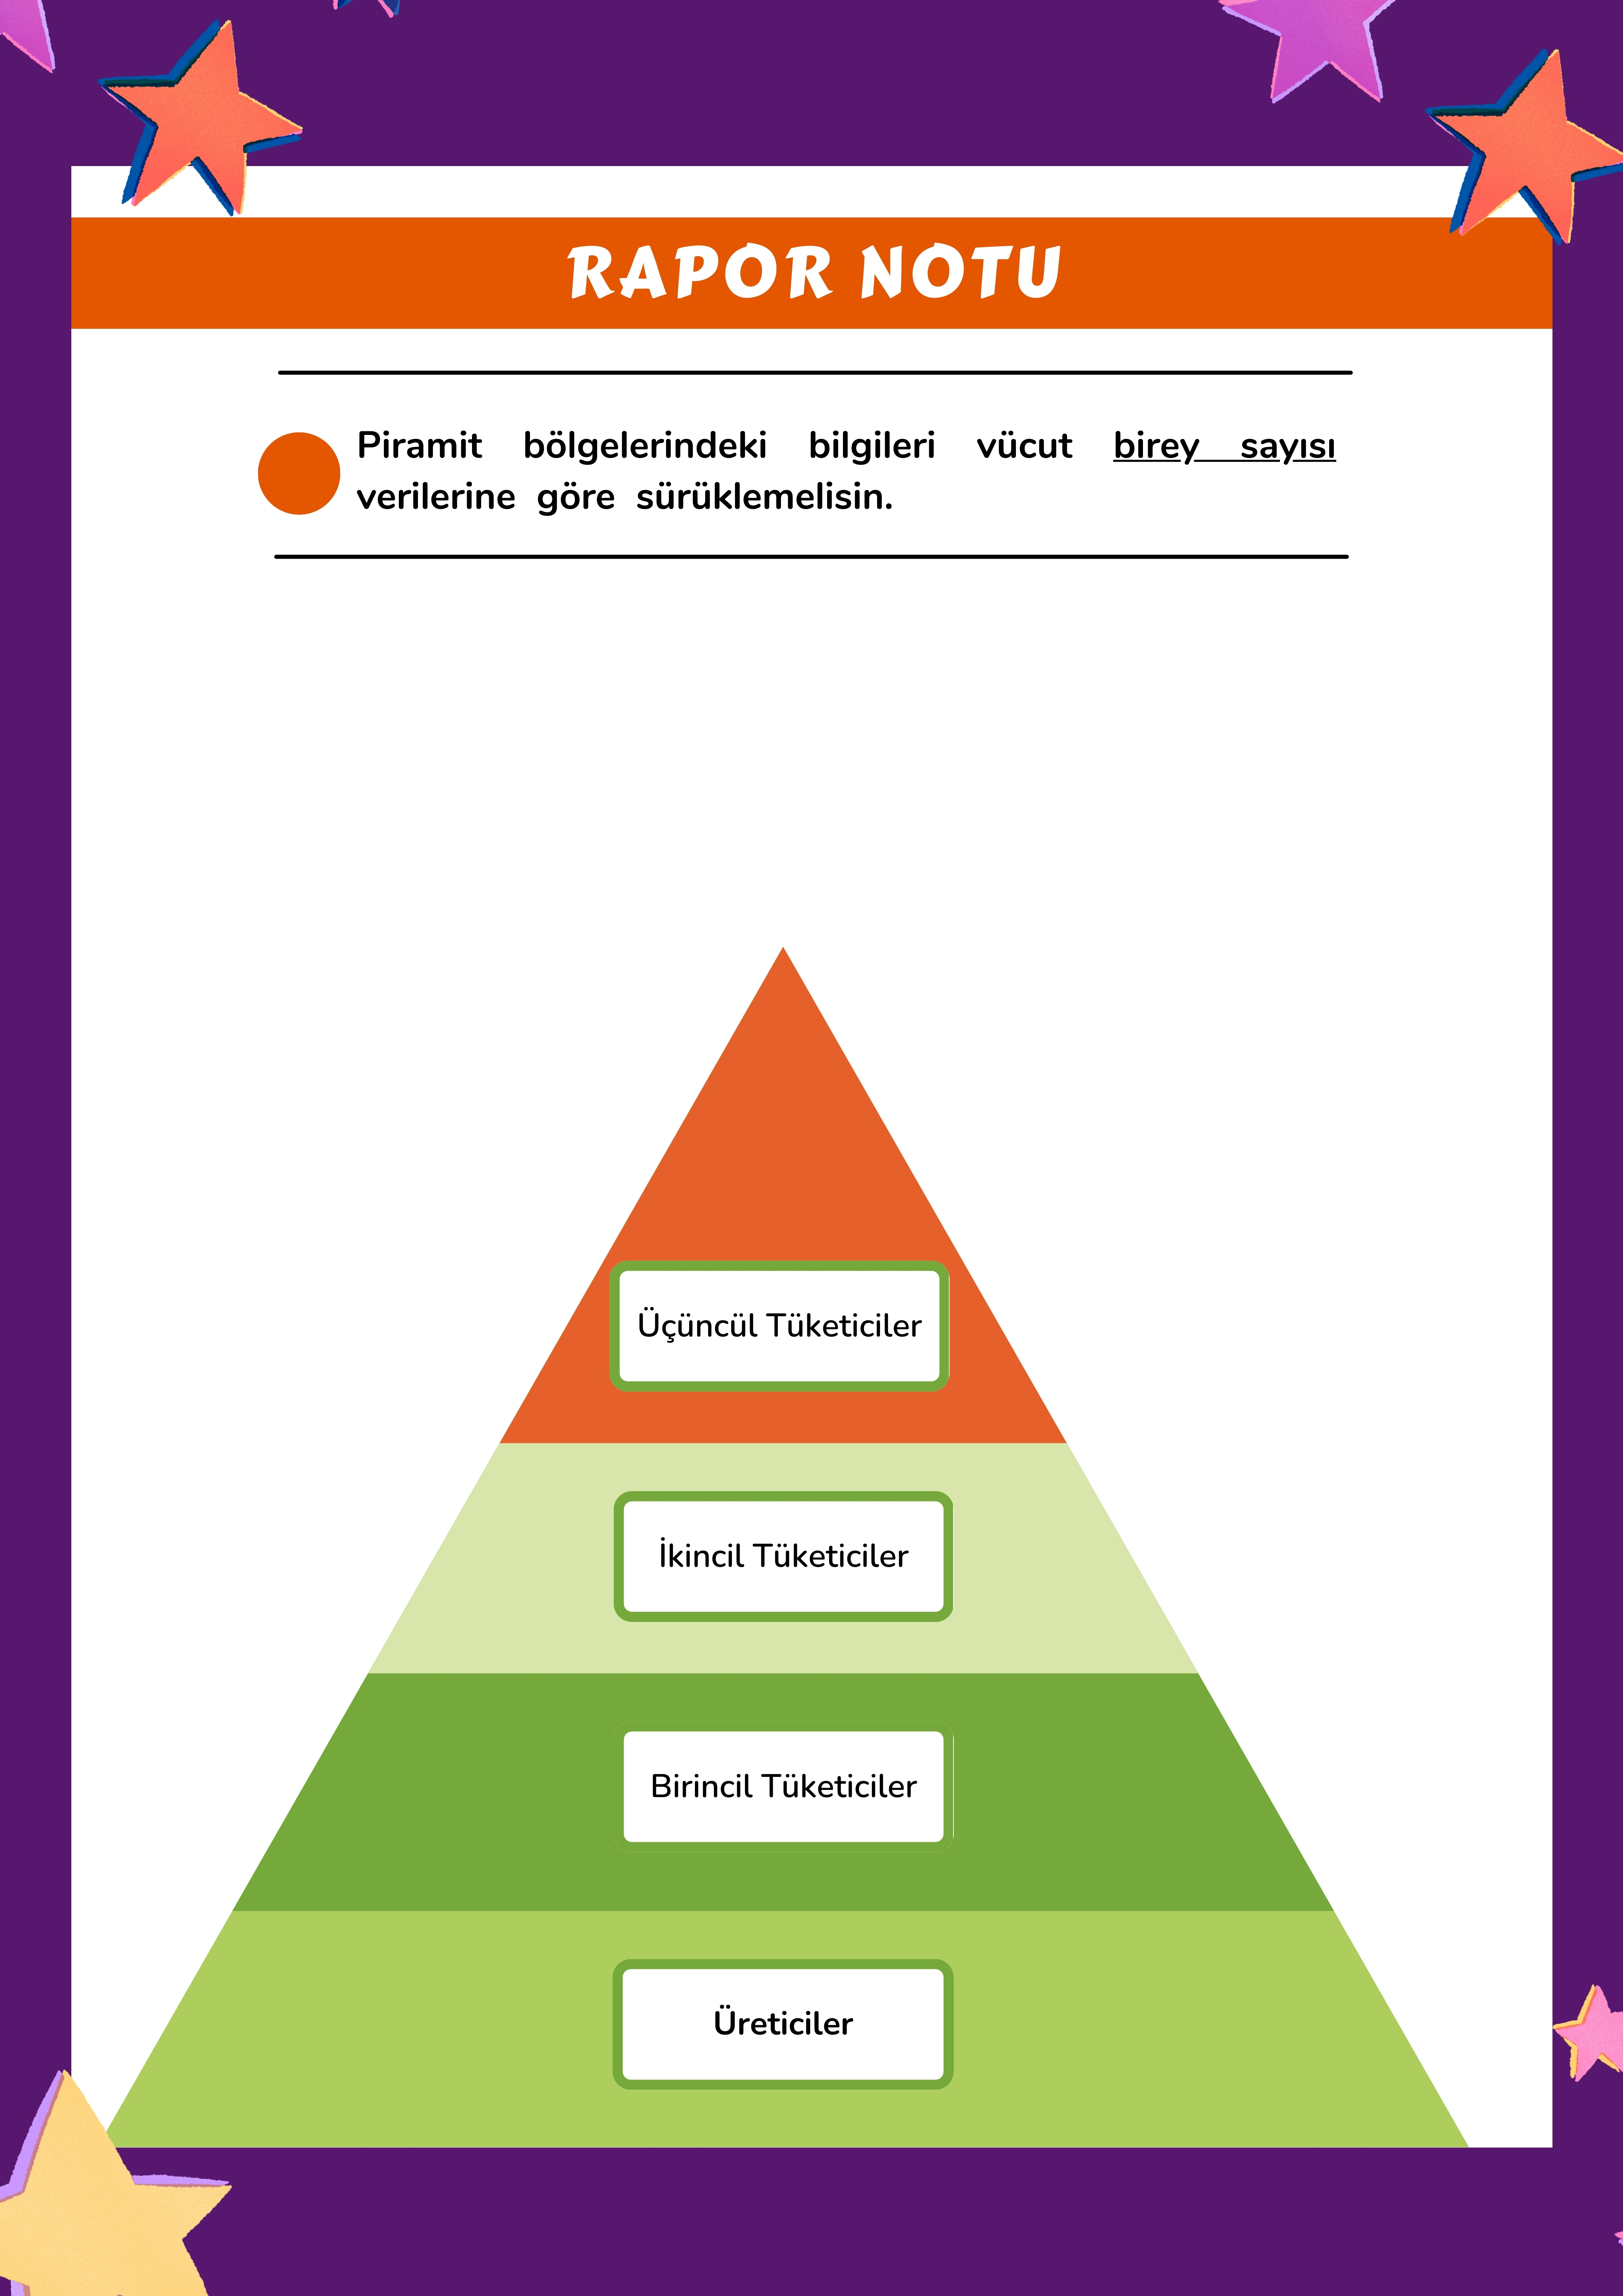 RAPOR NOTU
Piramit bölgelerindeki bilgileri vücut birey sayısı
verilerine göre sürüklemelisin.
Üçüncül Tüketiciler
İkincil Tüketiciler
Birincil Tüketiciler
Üreticiler